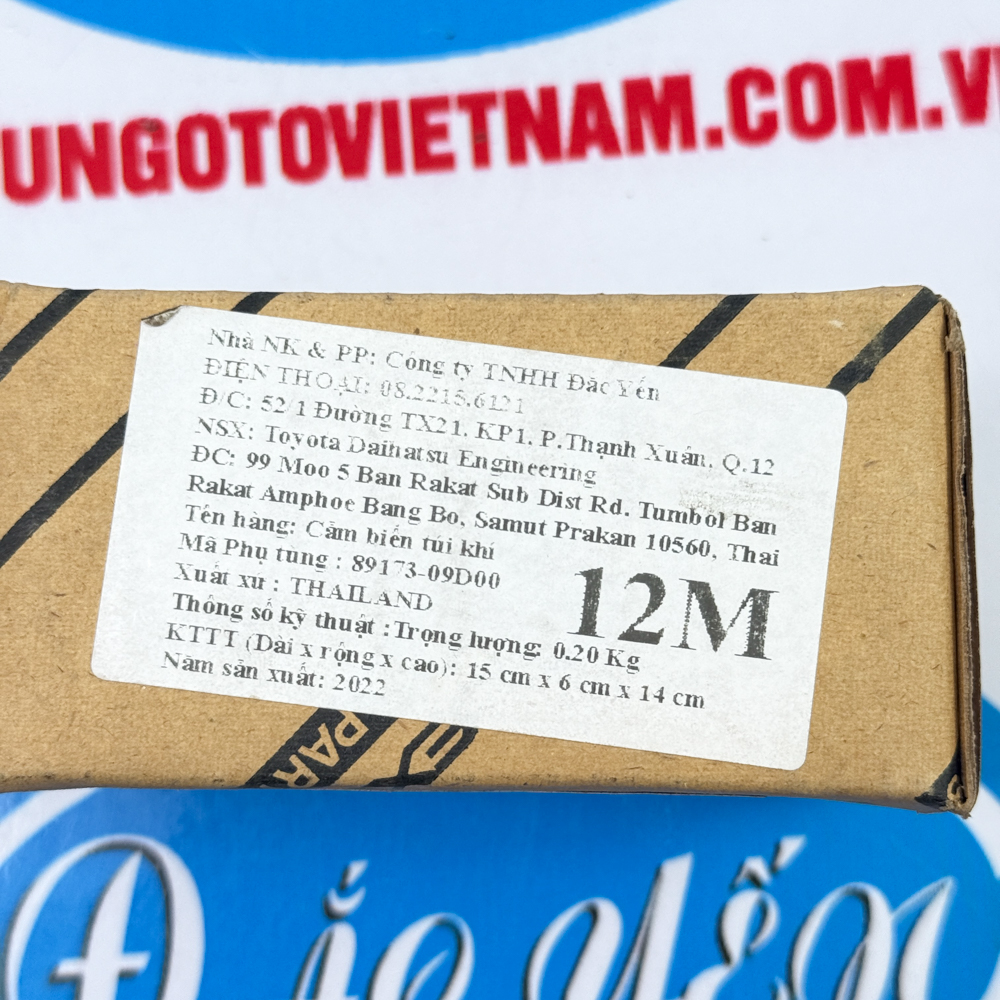 UNGOTOVIETNAM.COM.V
Nhà NK & PP: Công ty TNHH Đặc Yến
ĐIỆN THOẠI: 08.2215.6121
Đ/C: 52/1 Đường TX21, KP1, P.Thạnh Xuân, Q.12
NSX: Toyota Daihatsu Engineering
ĐC: 99 Moo 5 Ban Rakat Sub Dist Rd. Tumbol Ban
Rakat Amphoe Bang Bo, Samut Prakan 10560, Thai
Tên hàng: Cảm biến túi khí
Mã Phụ tùng : 89173-09D00
Xuất xứ : THAILAND
12M
Thông số kỹ thuật :Trọng lượng: 0.20 Kg
KTTT (Dài x rộng x cao): 15 cm x 6 cm x 14 cm
Năm sản xuất: 2022
PAR
Đặc Yến